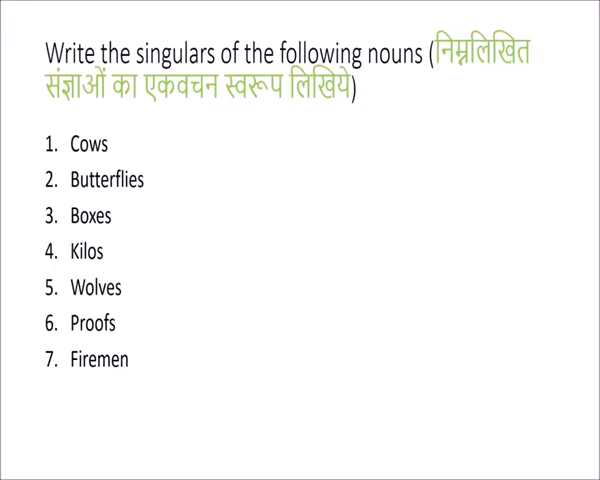 Write the singulars of the following nouns (निम्नलिखित
संज्ञाओं का एकवचन स्वरूप लिखिये)
1. Cows
2. Butterflies
3. Boxes
4. Kilos
5. Wolves
6. Proofs
7. Firemen